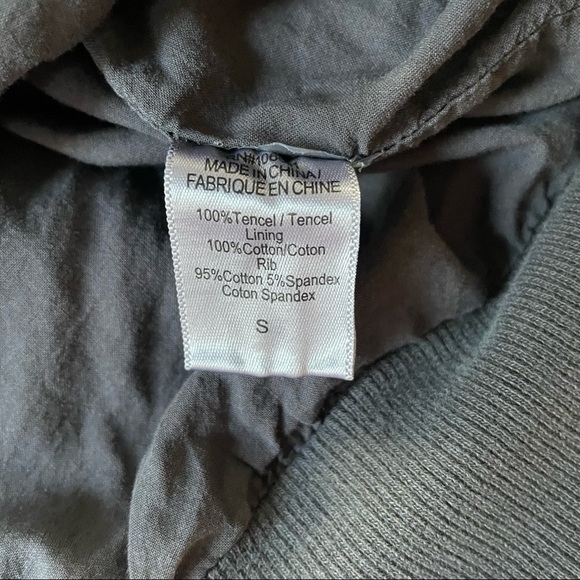 MADE IN CHINA/
FABRIQUE EN CHINE
100%Tencel / Tencel
Lining
100%Cotton/Coton
Rib
95%Cotton 5%Spandex
Coton Spandex
S